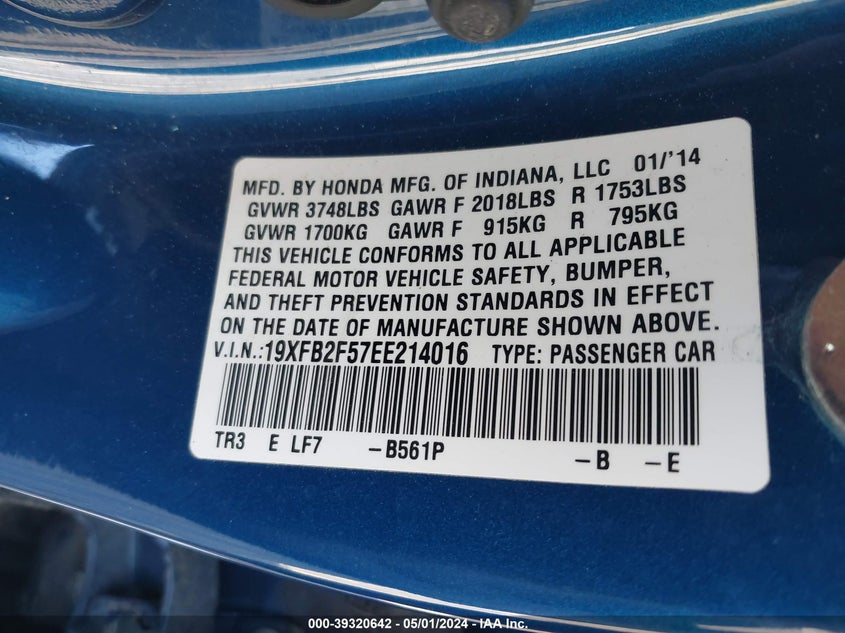 MFD. BY HONDA MFG. OF INDIANA, LLC 01/'14
GVWR 3748LBS GAWR F 2018LBS R 1753LBS
GVWR 1700KG GAWR F 915KG R 795KG
THIS VEHICLE CONFORMS TO ALL APPLICABLE
FEDERAL MOTOR VEHICLE SAFETY, BUMPER,
AND THEFT PREVENTION STANDARDS IN EFFECT
ON THE DATE OF MANUFACTURE SHOWN ABOVE.
V.I.N.:19XFB2F57EE214016 TYPE: PASSENGER CAR
TR3 E LF7 –B561P –B –E
000-39320642 - 05/01/2024 - IAA Inc.